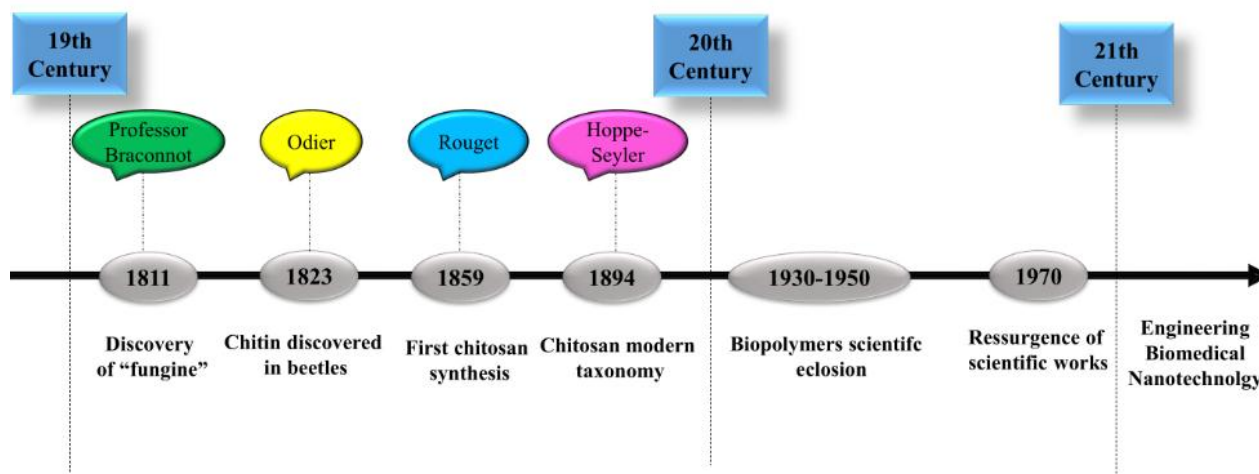 19th
Century
20th
Century
21th
Century
Professor
Braconnot
Odier
Rouget
Hoppe-
Seyler
1811
1823
1859
1894
1930-1950
1970
Discovery
of “fungine”
Chitin discovered
in beetles
First chitosan
synthesis
Chitosan modern
taxonomy
Biopolymers scientifc
eclosion
Ressurgence of
scientific works
Engineering
Biomedical
Nanotechnolgy